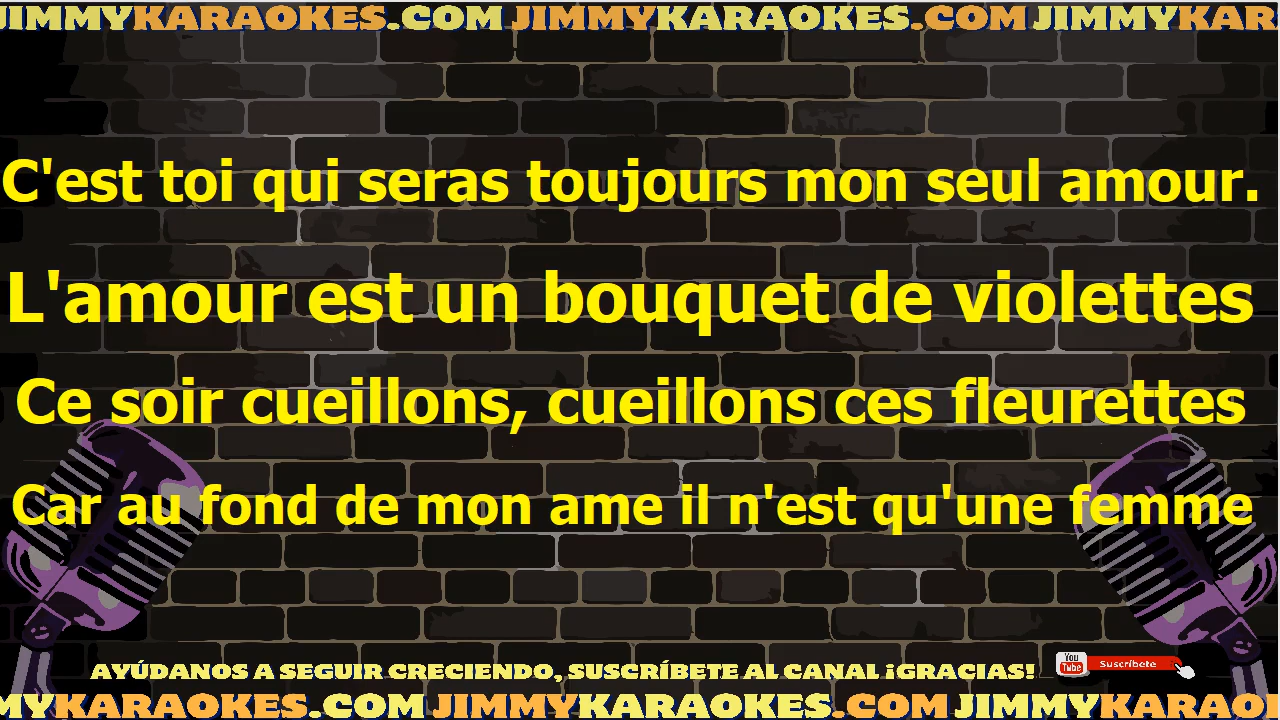 JIMMYKARAOKES.COM JIMMYKARAOKES.COM JIMMYKAR
C'est toi qui seras toujours mon seul amour.
L'amour est un bouquet de violettes
Ce soir cueillons, cueillons ces fleurettes
Car au fond de mon ame il n'est qu'une femme
AYÚDANOS A SEGUIR CRECIENDO, SUSCRÍBETE AL CANAL ¡GRACIAS!
You Tube Suscríbete
MYKARAOKES.COM JIMMYKARAOKES.COM JIMMYKARAO